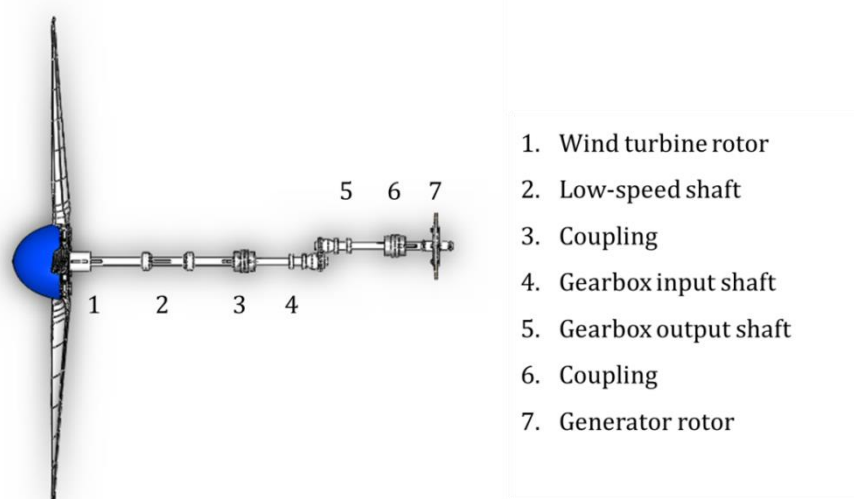 5 6 7
1 2 3 4
1. Wind turbine rotor
2. Low-speed shaft
3. Coupling
4. Gearbox input shaft
5. Gearbox output shaft
6. Coupling
7. Generator rotor